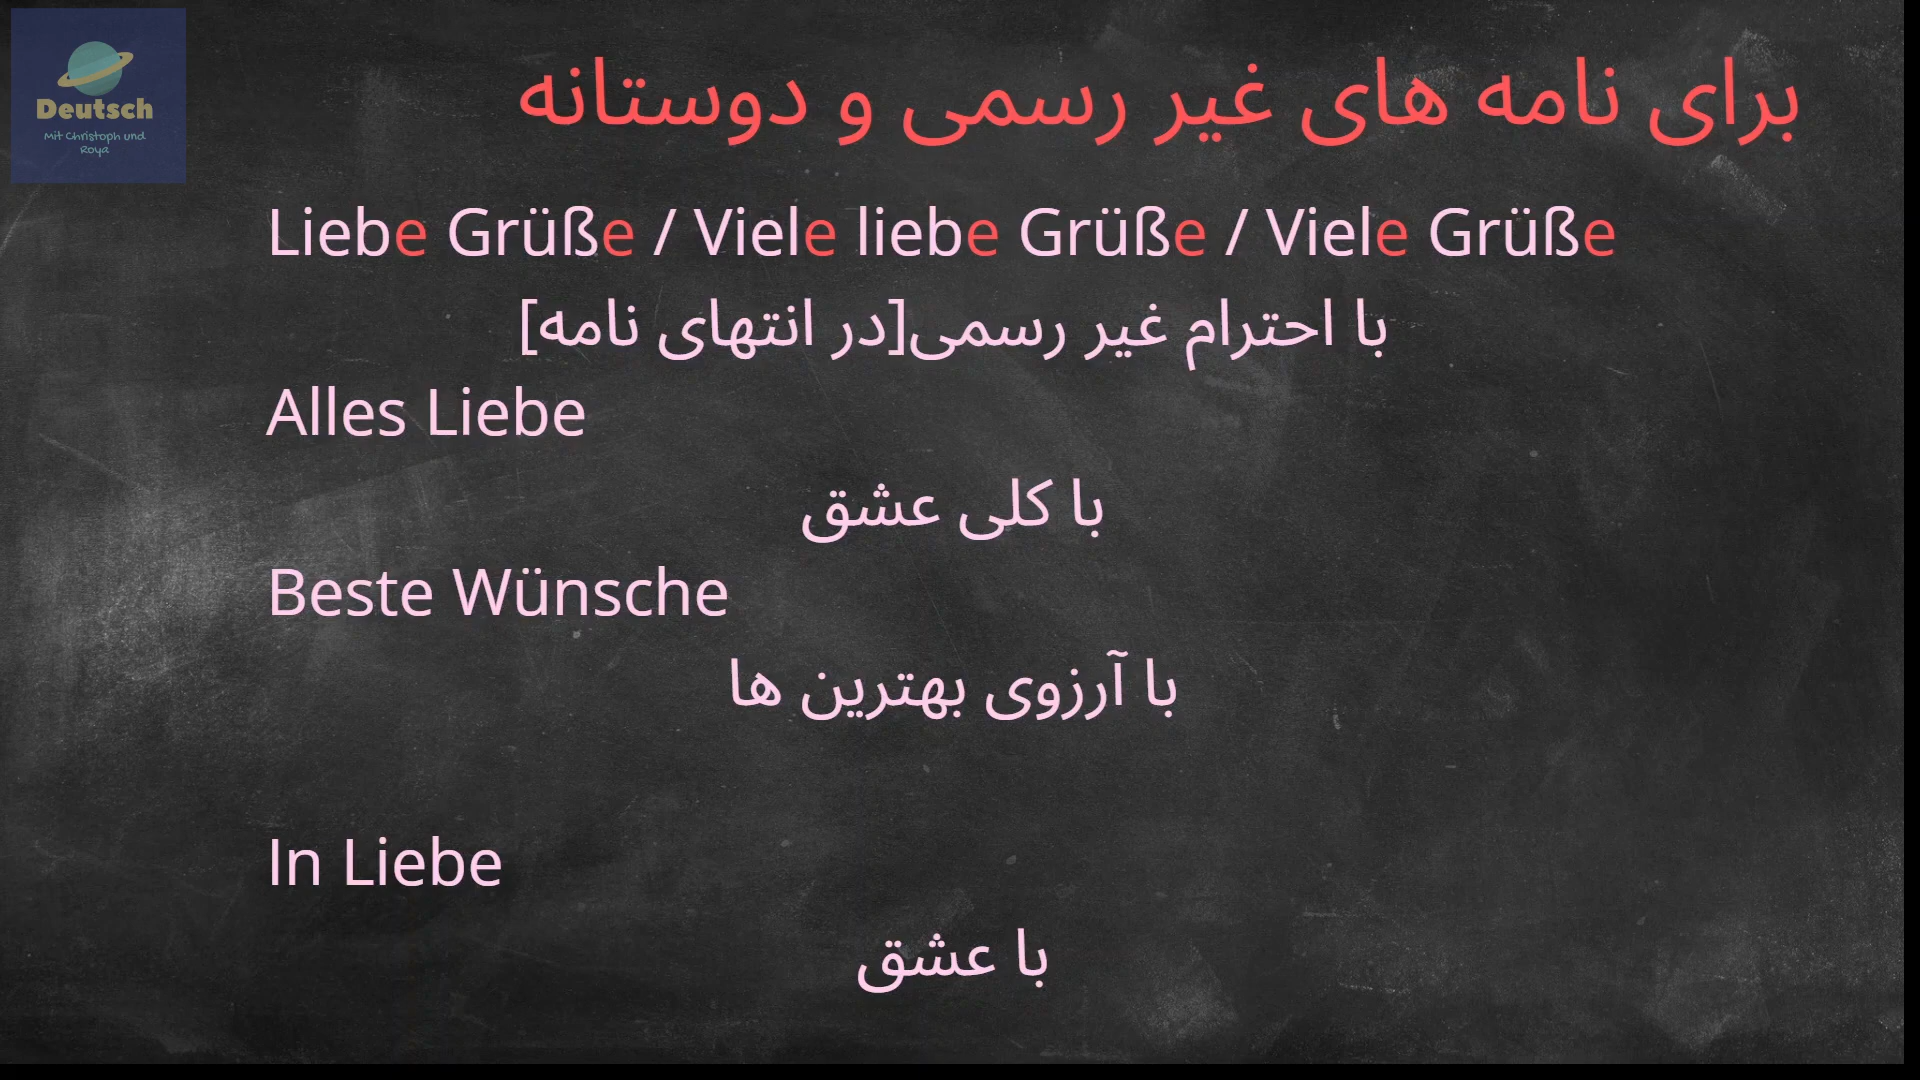 Deutsch
Mit Christoph und
Roya
برای نامه های غیر رسمی و دوستانه
Liebe Grüße / Viele liebe Grüße / Viele Grüße
با احترام غیر رسمی[در انتهای نامه]
Alles Liebe
با کلی عشق
Beste Wünsche
با آرزوی بهترین ها
In Liebe
با عشق